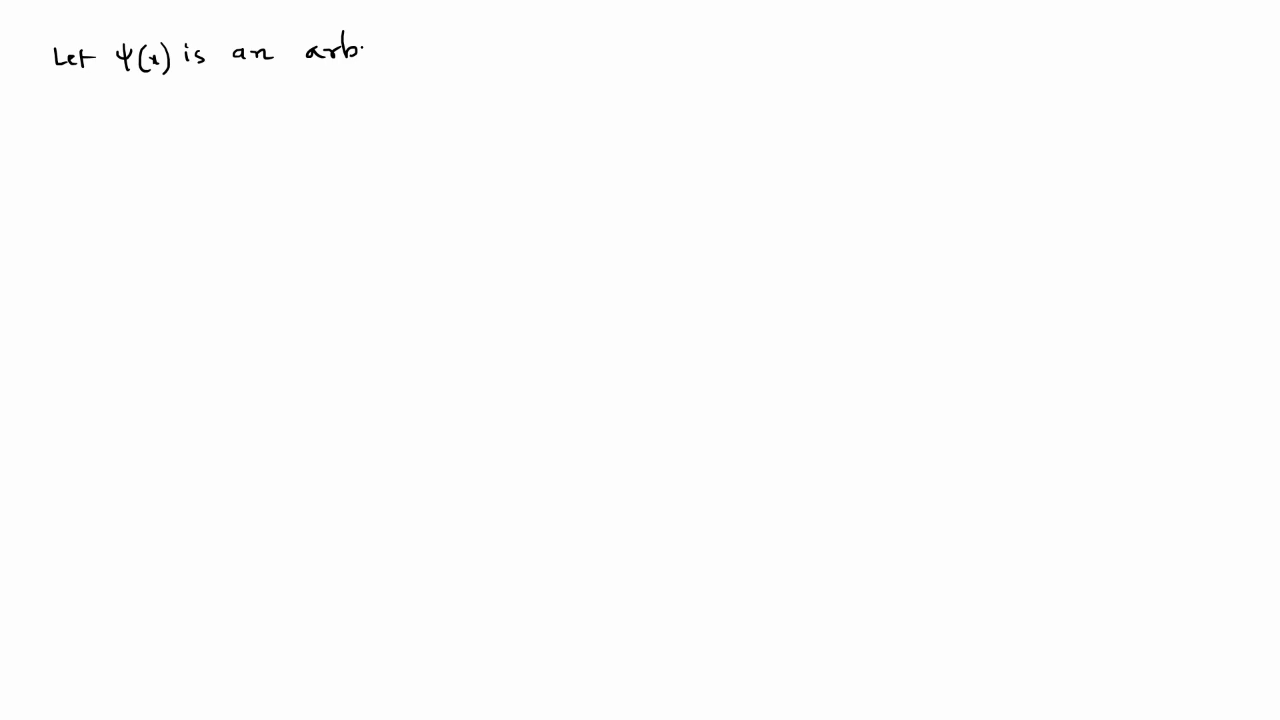 Let ψ(x) is an arb.